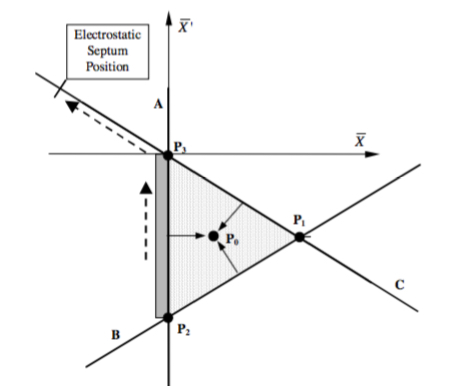 X̄'
Electrostatic
Septum
Position
A
P₃
X̄
P₁
P₀
C
P₂
B